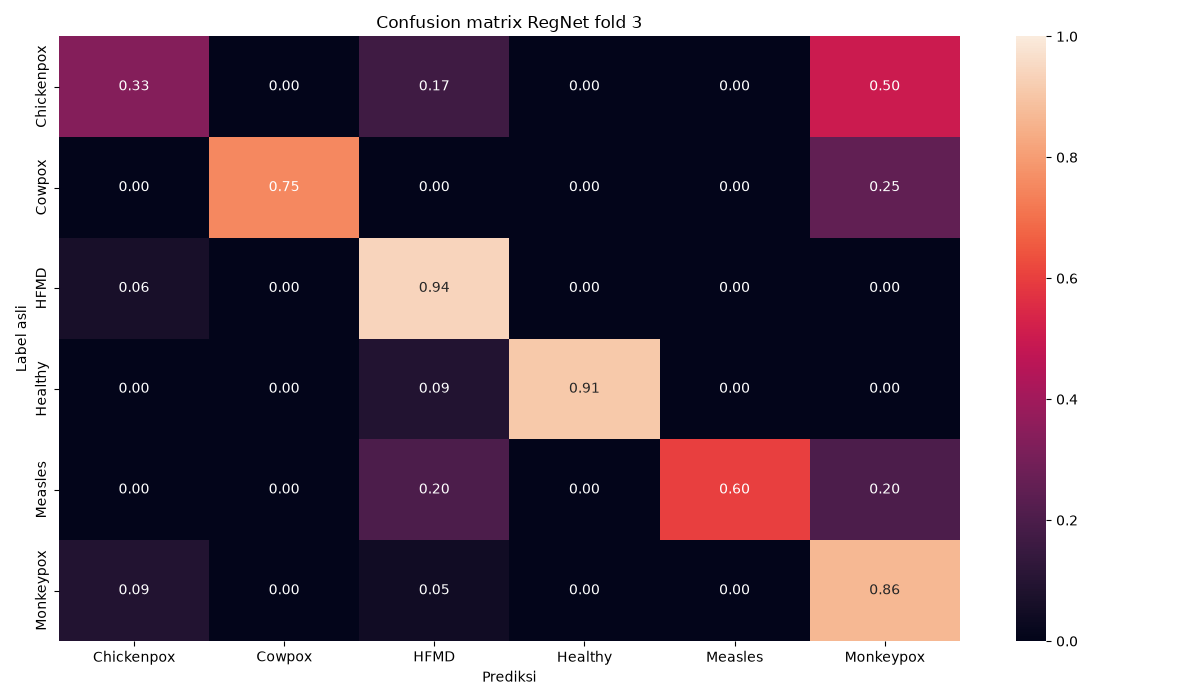 Confusion matrix RegNet fold 3
Label asli
Chickenpox 0.33 0.00 0.17 0.00 0.00 0.50
Cowpox 0.00 0.75 0.00 0.00 0.00 0.25
HFMD 0.06 0.00 0.94 0.00 0.00 0.00
Healthy 0.00 0.00 0.09 0.91 0.00 0.00
Measles 0.00 0.00 0.20 0.00 0.60 0.20
Monkeypox 0.09 0.00 0.05 0.00 0.00 0.86
Chickenpox Cowpox HFMD Healthy Measles Monkeypox
Prediksi
1.0
0.8
0.6
0.4
0.2
0.0